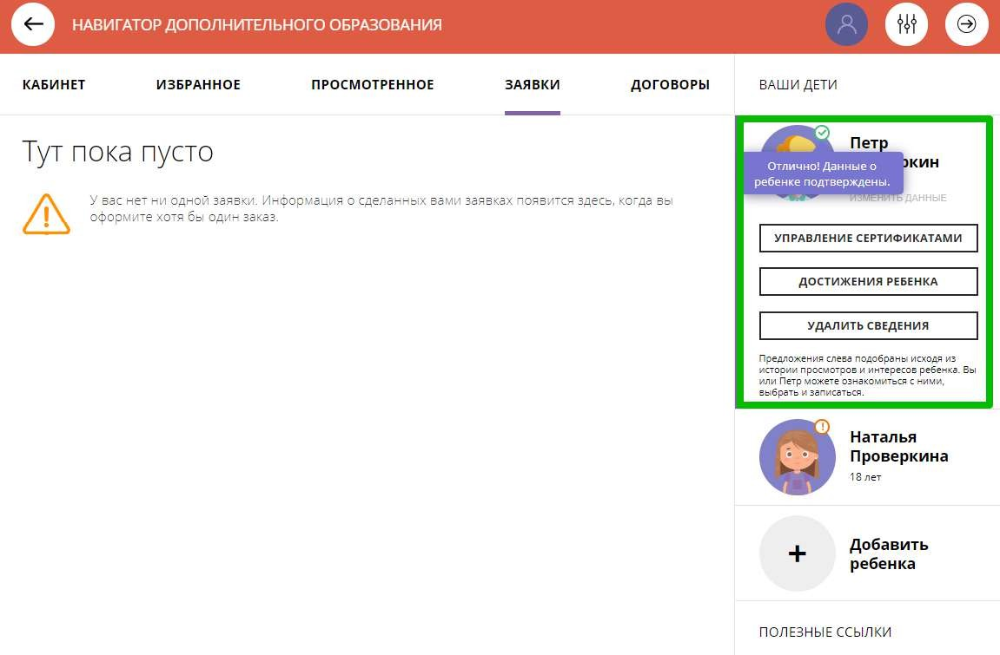 НАВИГАТОР ДОПОЛНИТЕЛЬНОГО ОБРАЗОВАНИЯ
КАБИНЕТ
ИЗБРАННОЕ
ПРОСМОТРЕННОЕ
ЗАЯВКИ
ДОГОВОРЫ
Тут пока пусто
У вас нет ни одной заявки. Информация о сделанных вами заявках появится здесь, когда вы
оформите хотя бы один заказ.
ВАШИ ДЕТИ
Петр
Отлично! Данные о
ребенке подтверждены.
ИЗМЕНИТЬ ДАННЫЕ
УПРАВЛЕНИЕ СЕРТИФИКАТАМИ
ДОСТИЖЕНИЯ РЕБЕНКА
УДАЛИТЬ СВЕДЕНИЯ
Предложения слева подобраны исходя из
истории просмотров и интересов ребенка. Вы
или Петр можете ознакомиться с ними,
выбрать и записаться.
Наталья
Проверкина
18 лет
Добавить
ребенка
ПОЛЕЗНЫЕ ССЫЛКИ